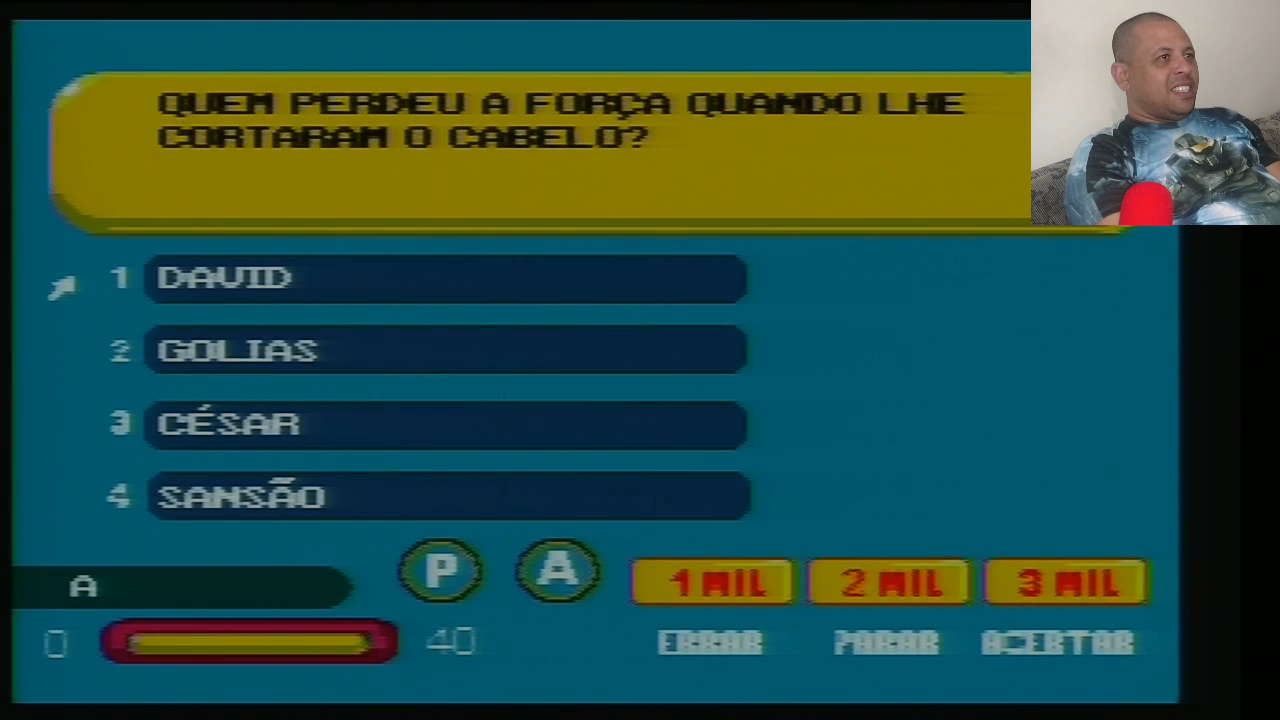 QUEM PERDEU A FORÇA QUANDO LHE
CORTARAM O CABELO?
1 DAVID
2 GOLIAS
3 CÉSAR
4 SANSÃO
A P A 1 MIL 2 MIL 3 MIL
0 40 ERRAR PARAR ACERTAR